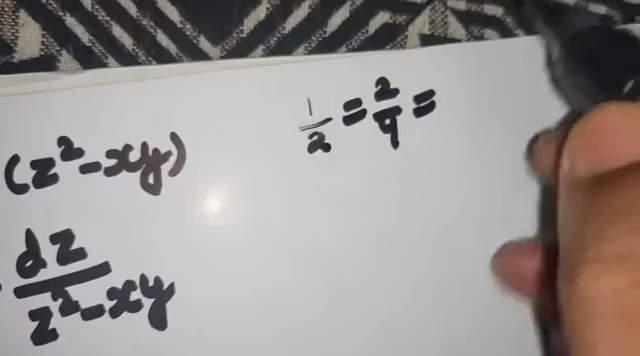 1/2 = 2/4 =
(z² - xy)
dz/z² - xy